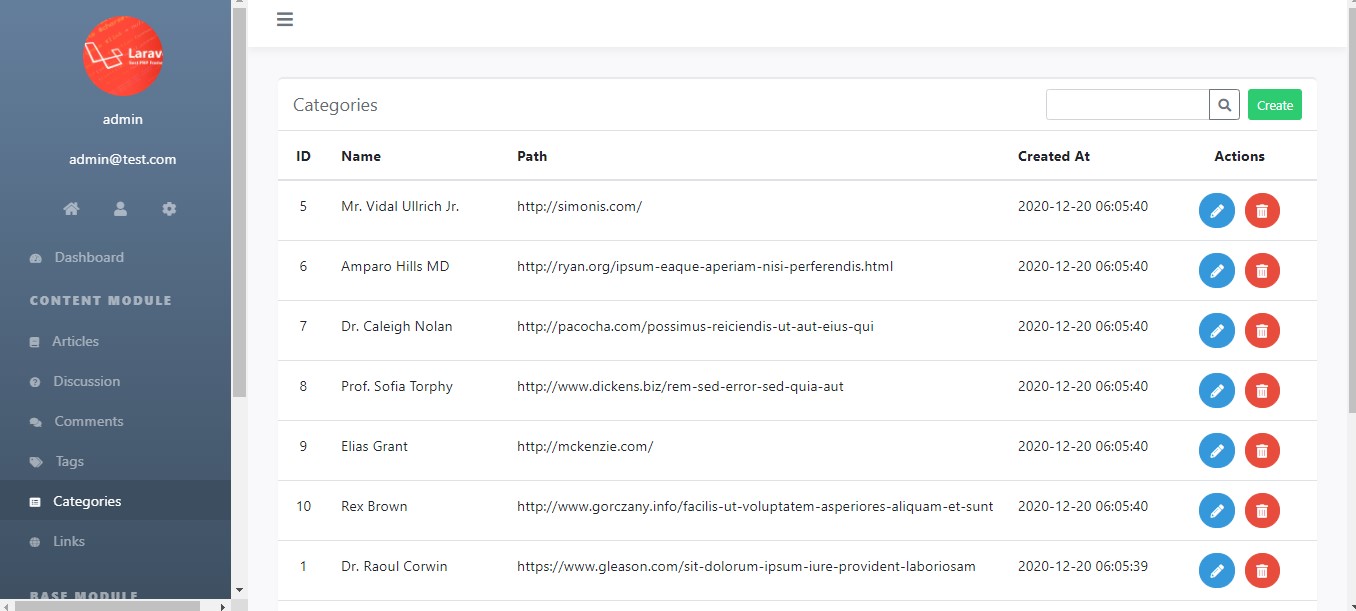 Larav
admin
admin@test.com
Dashboard
CONTENT MODULE
Articles
Discussion
Comments
Tags
Categories
Links
BASE MODULE
Categories
Create
ID Name Path Created At Actions
5 Mr. Vidal Ullrich Jr. http://simonis.com/ 2020-12-20 06:05:40
6 Amparo Hills MD http://ryan.org/ipsum-eaque-aperiam-nisi-perferendis.html 2020-12-20 06:05:40
7 Dr. Caleigh Nolan http://pacocha.com/possimus-reiciendis-ut-aut-eius-qui 2020-12-20 06:05:40
8 Prof. Sofia Torphy http://www.dickens.biz/rem-sed-error-sed-quia-aut 2020-12-20 06:05:40
9 Elias Grant http://mckenzie.com/ 2020-12-20 06:05:40
10 Rex Brown http://www.gorczany.info/facilis-ut-voluptatem-asperiores-aliquam-et-sunt 2020-12-20 06:05:40
1 Dr. Raoul Corwin https://www.gleason.com/sit-dolorum-ipsum-iure-provident-laboriosam 2020-12-20 06:05:39